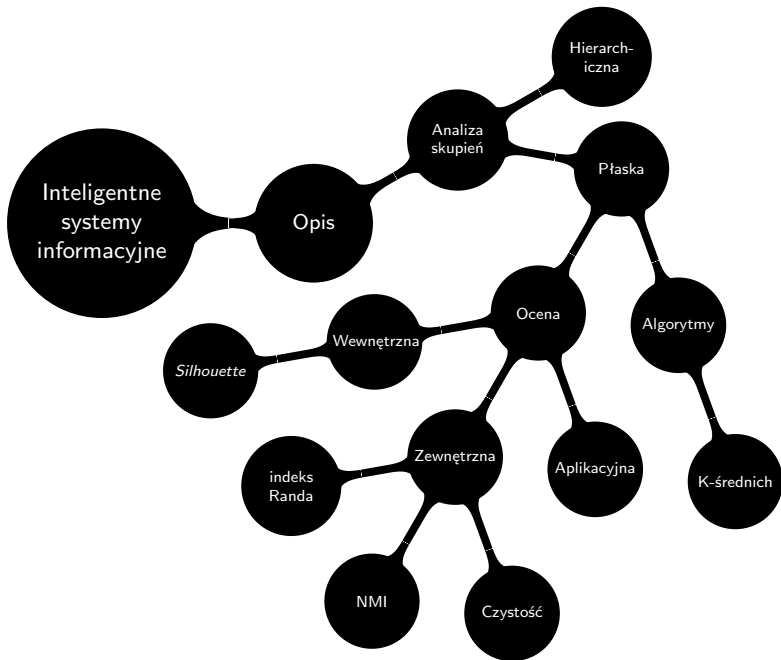 Hierarch-
iczna
Analiza
skupień
Płaska
Inteligentne
systemy
informacyjne
Opis
Ocena
Algorytmy
Wewnętrzna
Silhouette
Zewnętrzna
Aplikacyjna
K-średnich
indeks
Randa
NMI
Czystość